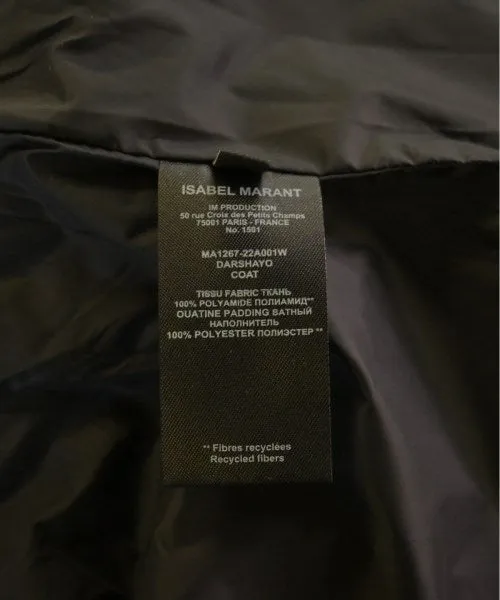 ISABEL MARANT
IM PRODUCTION
50 rue Croix des Petits Champs
75001 PARIS - FRANCE
No. 1501
MA1267-22A001W
DARSHAYO
COAT
TISSU FABRIC ТКАНЬ
100% POLYAMIDE ПОЛИАМИД**
OUATINE PADDING ВАТНЫЙ
НАПОЛНИТЕЛЬ
100% POLYESTER ПОЛИЭСТЕР **
** Fibres recyclées
Recycled fibers